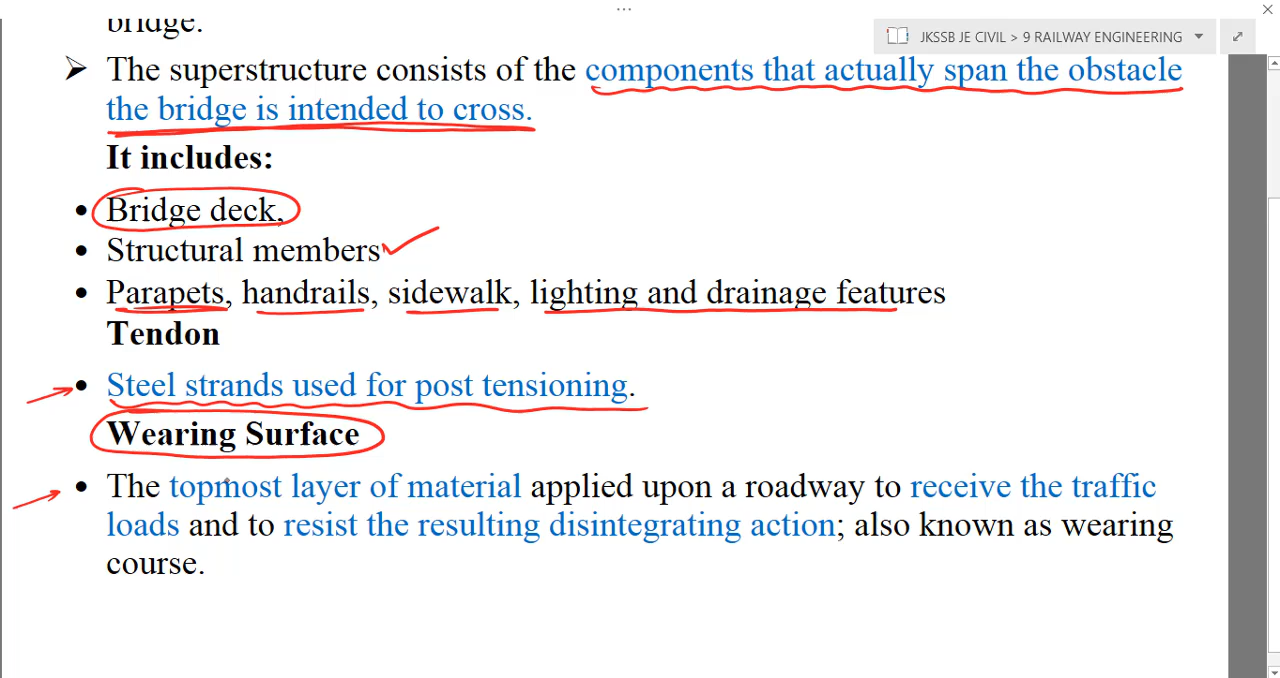 bridge.
JKSSB JE CIVIL > 9 RAILWAY ENGINEERING
➢ The superstructure consists of the components that actually span the obstacle
the bridge is intended to cross.
It includes:
• Bridge deck,
• Structural members
• Parapets, handrails, sidewalk, lighting and drainage features
Tendon
• Steel strands used for post tensioning.
Wearing Surface
• The topmost layer of material applied upon a roadway to receive the traffic
loads and to resist the resulting disintegrating action; also known as wearing
course.